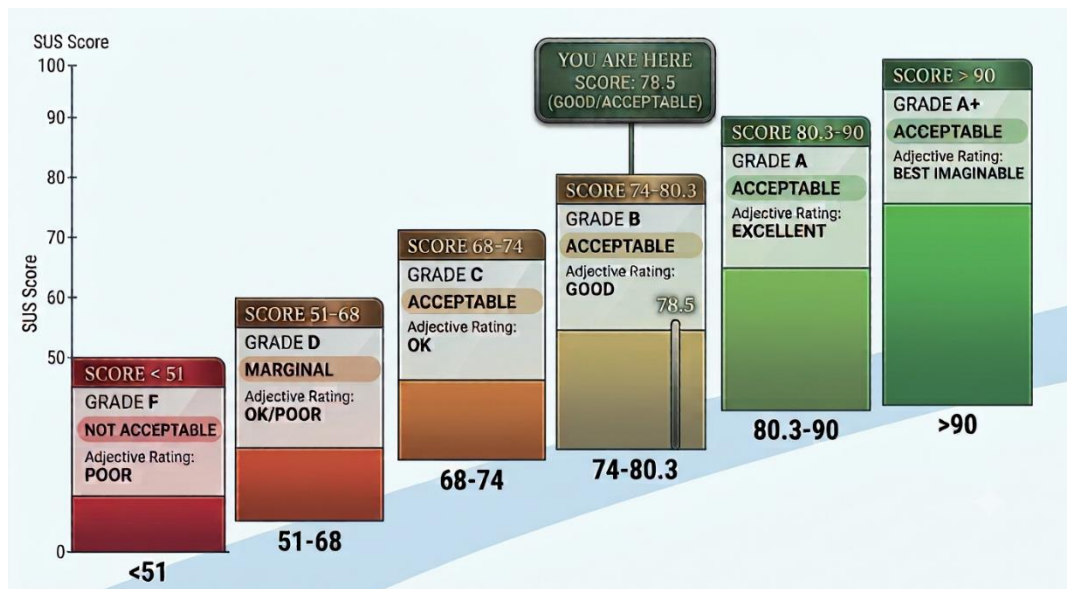 SUS Score
100
90
80
70
60
50
0
SUS Score
SCORE < 51
GRADE F
NOT ACCEPTABLE
Adjective Rating:
POOR
<51
SCORE 51–68
GRADE D
MARGINAL
Adjective Rating:
OK/POOR
51-68
SCORE 68–74
GRADE C
ACCEPTABLE
Adjective Rating:
OK
68-74
YOU ARE HERE
SCORE: 78.5
(GOOD/ACCEPTABLE)
SCORE 74–80.3
GRADE B
ACCEPTABLE
Adjective Rating:
GOOD
78.5
74-80.3
SCORE 80.3–90
GRADE A
ACCEPTABLE
Adjective Rating:
EXCELLENT
80.3-90
SCORE > 90
GRADE A+
ACCEPTABLE
Adjective Rating:
BEST IMAGINABLE
>90